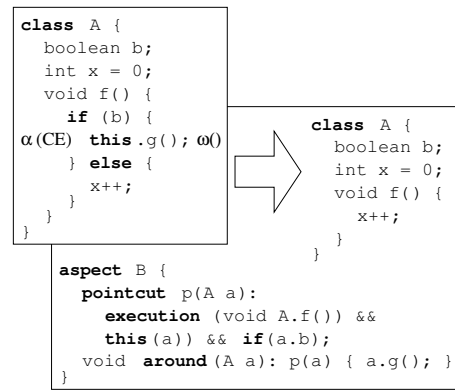 class A {
boolean b;
int x = 0;
void f() {
if (b) {
α(CE) this.g(); ω()
} else {
x++;
}
}
}
class A {
boolean b;
int x = 0;
void f() {
x++;
}
}
aspect B {
pointcut p(A a):
execution (void A.f()) &&
this(a)) && if(a.b);
void around(A a): p(a) { a.g(); }
}